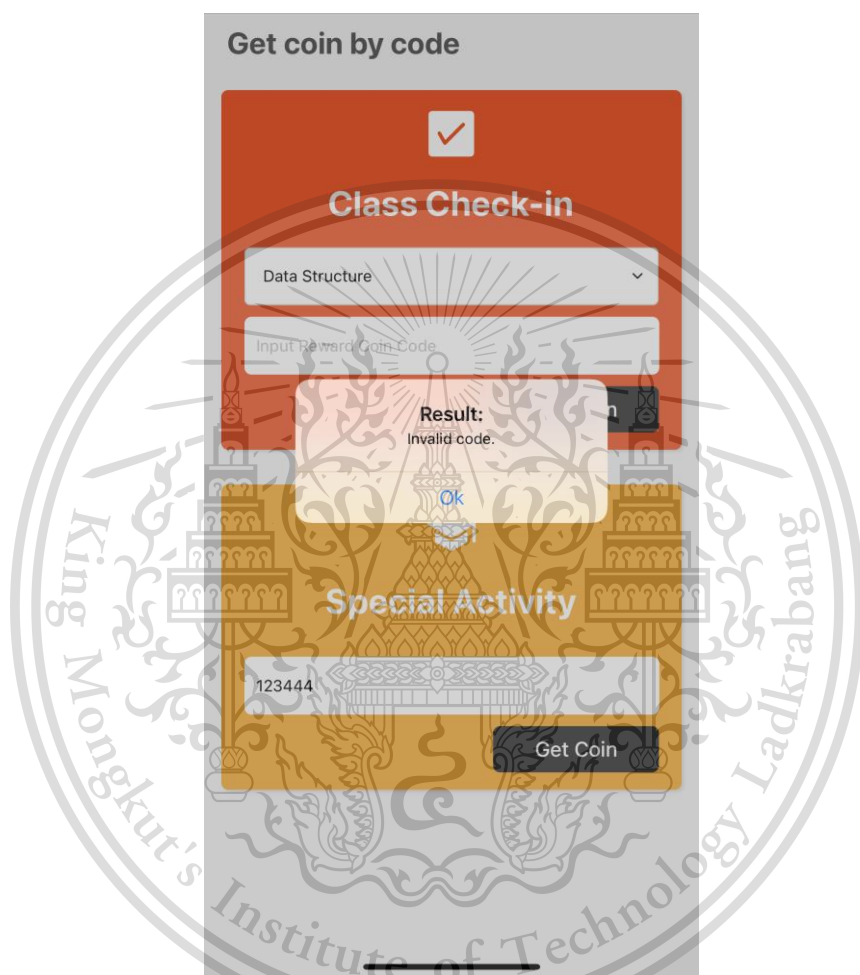 Get coin by code
Class Check-in
Data Structure
Input Reward Coin Code
Result:
Invalid code.
Ok
Special Activity
123444
Get Coin
King Mongkut's Institute of Technology Ladkrabang